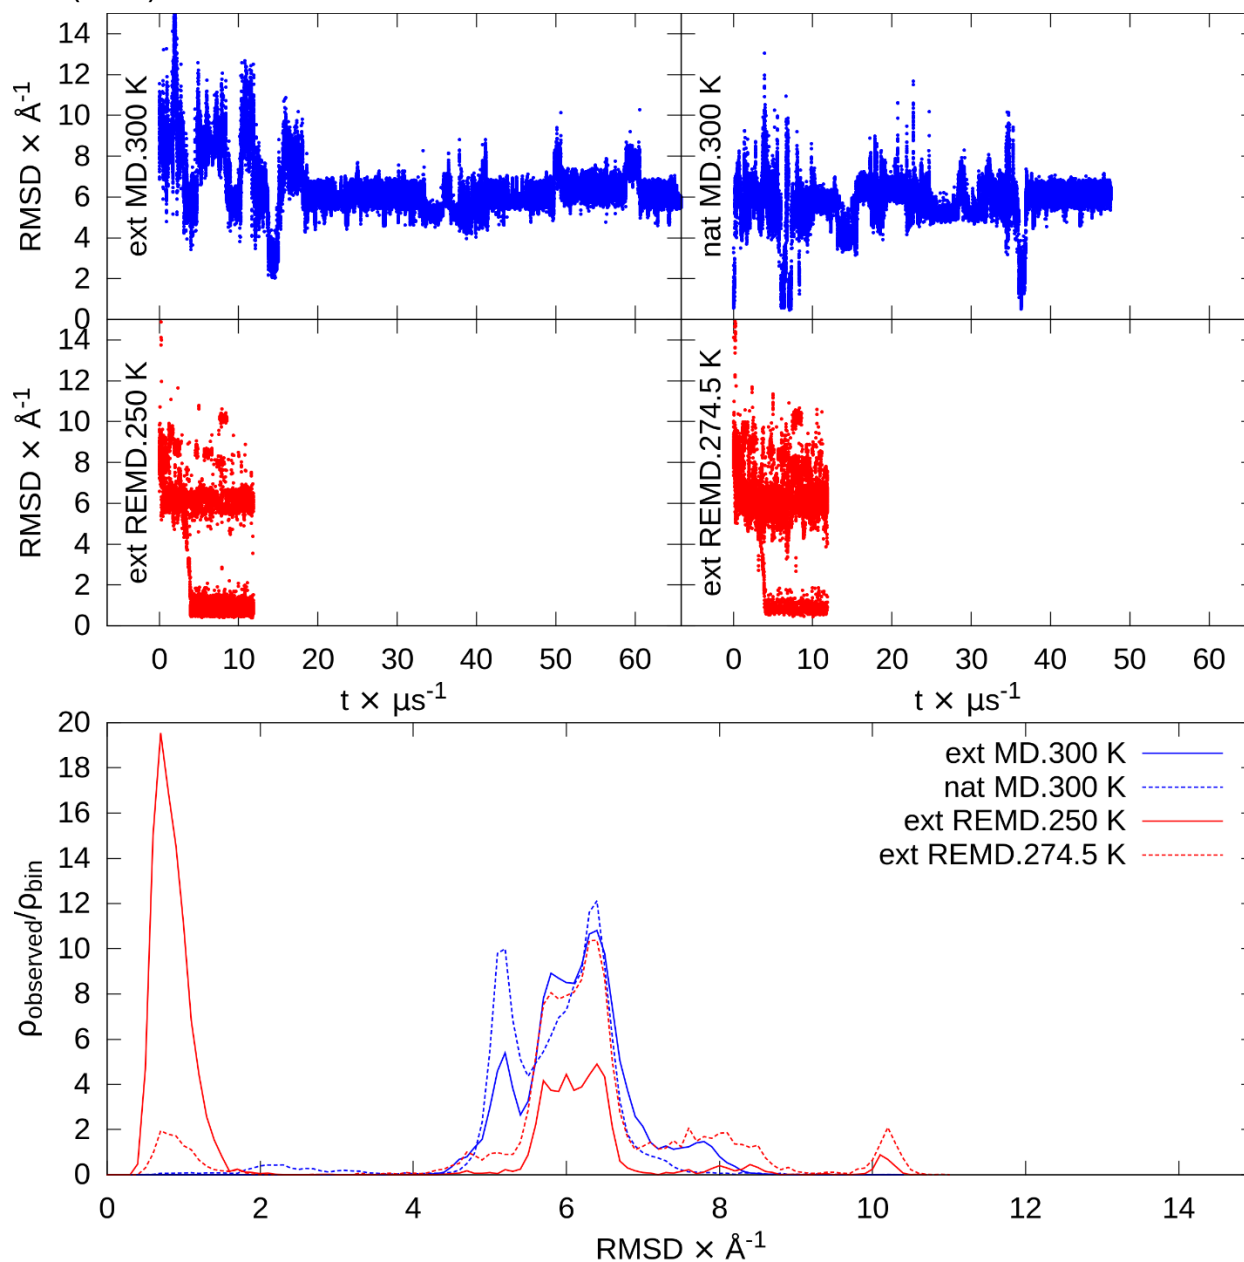 14
12
10
8
6
4
2
0
RMSD × Å-1
ext MD.300 K
nat MD.300 K
14
12
10
8
6
4
2
0
RMSD × Å-1
ext REMD.250 K
ext REMD.274.5 K
0 10 20 30 40 50 60 0 10 20 30 40 50 60
t × µs-1 t × µs-1
20
18
16
14
12
10
8
6
4
2
0
ρobserved/ρbin
ext MD.300 K
nat MD.300 K
ext REMD.250 K
ext REMD.274.5 K
0 2 4 6 8 10 12 14
RMSD × Å-1